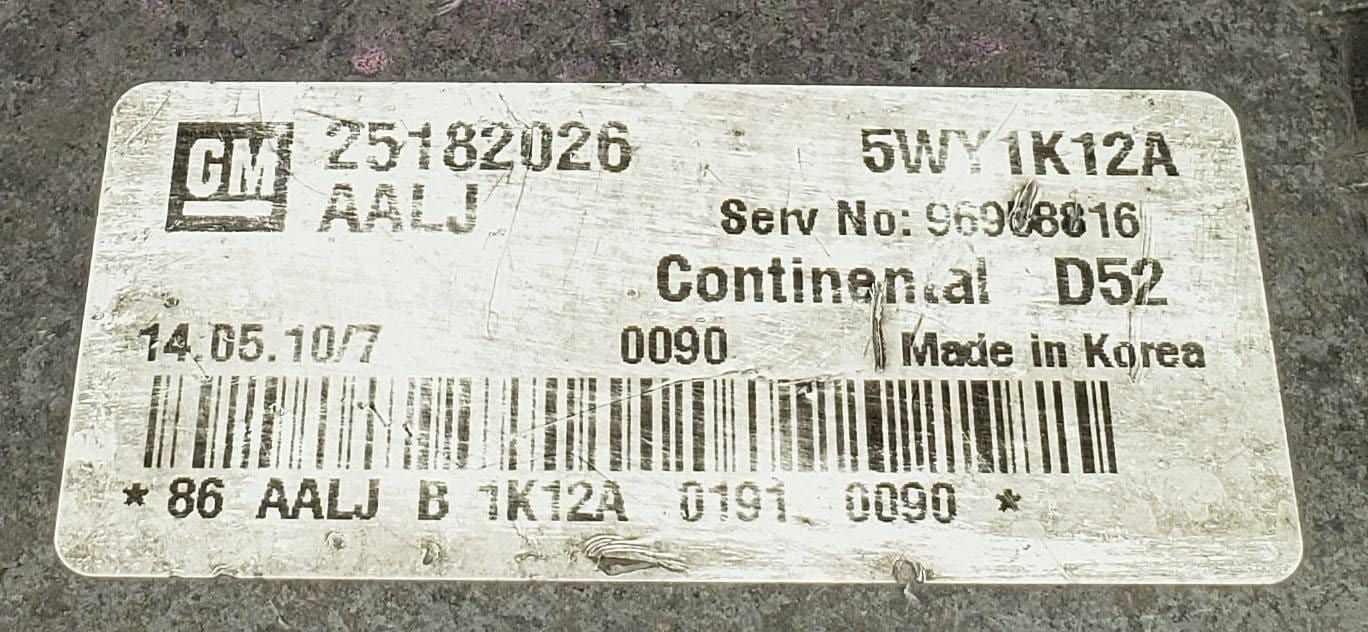 GM 25182026 5WY1K12A
AALJ Serv No:
Continental D52
14.05.10/7 0090 Made in Korea
*86 AALJ B 1K12A 0191 0090 *